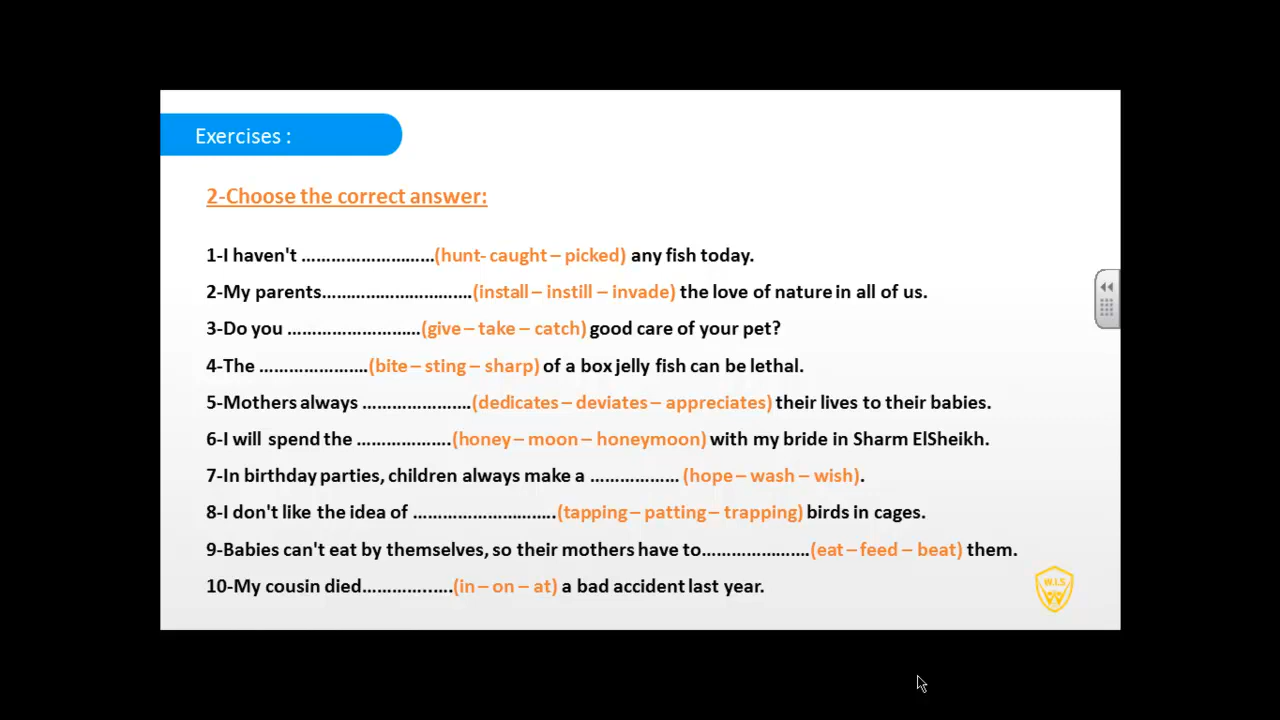 Exercises :
2-Choose the correct answer:
1-I haven't ………………………(hunt- caught – picked) any fish today.
2-My parents…………………………(install – instill – invade) the love of nature in all of us.
3-Do you ………………………(give – take – catch) good care of your pet?
4-The ………………….(bite – sting – sharp) of a box jelly fish can be lethal.
5-Mothers always ………………….(dedicates – deviates – appreciates) their lives to their babies.
6-I will spend the ……………….(honey – moon – honeymoon) with my bride in Sharm ElSheikh.
7-In birthday parties, children always make a ……………… (hope – wash – wish).
8-I don't like the idea of ……………………….(tapping – patting – trapping) birds in cages.
9-Babies can't eat by themselves, so their mothers have to………………….(eat – feed – beat) them.
10-My cousin died……………….(in – on – at) a bad accident last year.
W.I.S